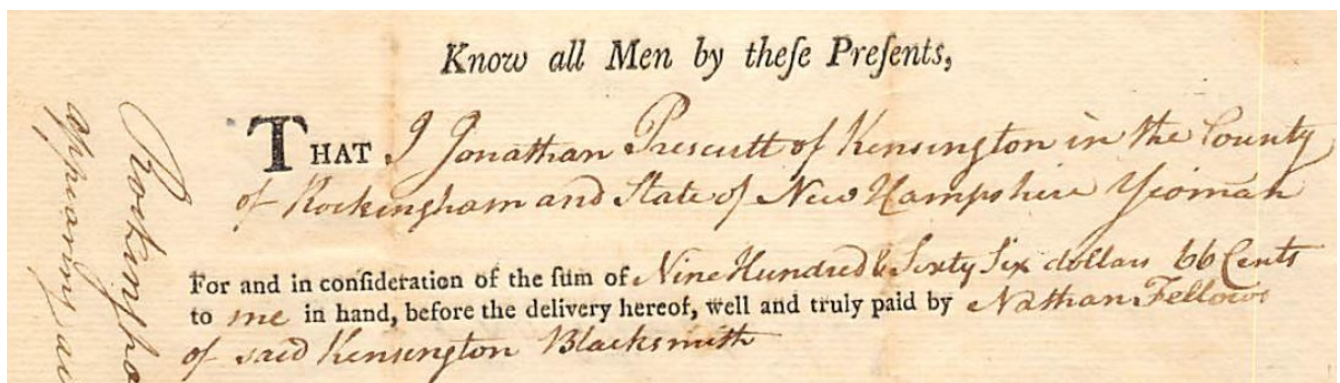 Know all Men by theſe Preſents,
THAT I Jonathan Prescutt of Kensington in the County
of Rockingham and State of New Hampshire Yeoman
For and in conſideration of the ſum of Nine Hundred & Sixty Six dollars 66 Cents
to me in hand, before the delivery hereof, well and truly paid by Nathan Fellows
of said Kensington Blacksmith
Rockingha
appearing